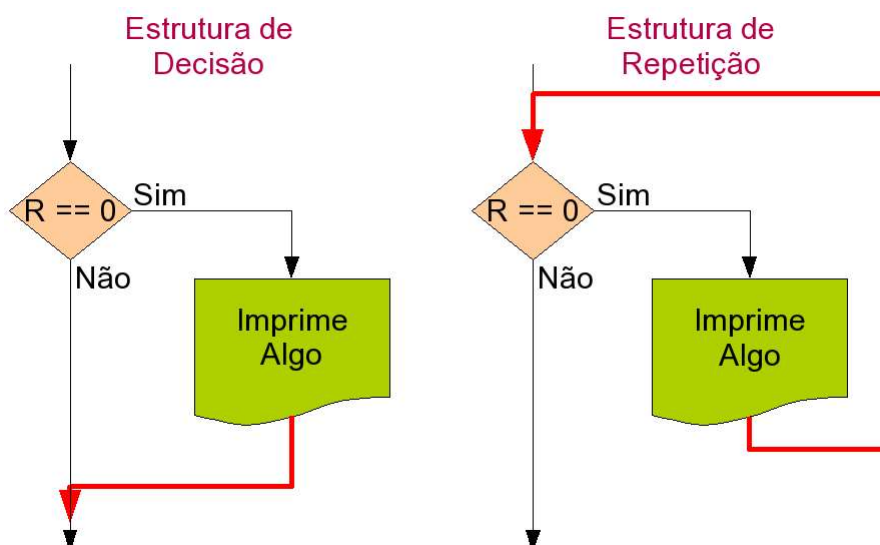 Estrutura de
Decisão
R == 0
Sim
Não
Imprime
Algo
Estrutura de
Repetição
R == 0
Sim
Não
Imprime
Algo